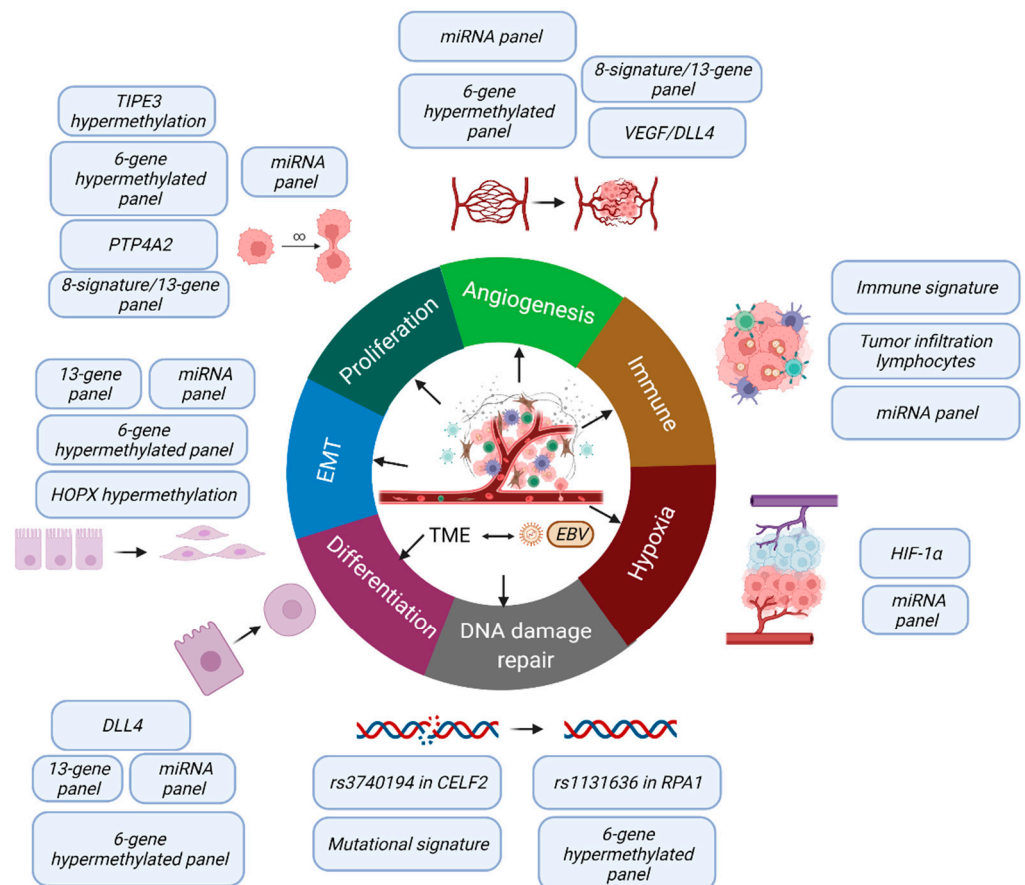 miRNA panel
6-gene
hypermethylated
panel
8-signature/13-gene
panel
VEGF/DLL4
TIPE3
hypermethylation
6-gene
hypermethylated
panel
miRNA
panel
PTP4A2
8-signature/13-gene
panel
∞
Angiogenesis
Proliferation
Immune
EMT
Hypoxia
Differentiation
DNA damage
repair
TME
EBV
Immune signature
Tumor infiltration
lymphocytes
miRNA panel
13-gene
panel
miRNA
panel
6-gene
hypermethylated panel
HOPX hypermethylation
HIF-1α
miRNA
panel
DLL4
13-gene
panel
miRNA
panel
6-gene
hypermethylated panel
rs3740194 in CELF2
rs1131636 in RPA1
Mutational signature
6-gene
hypermethylated
panel